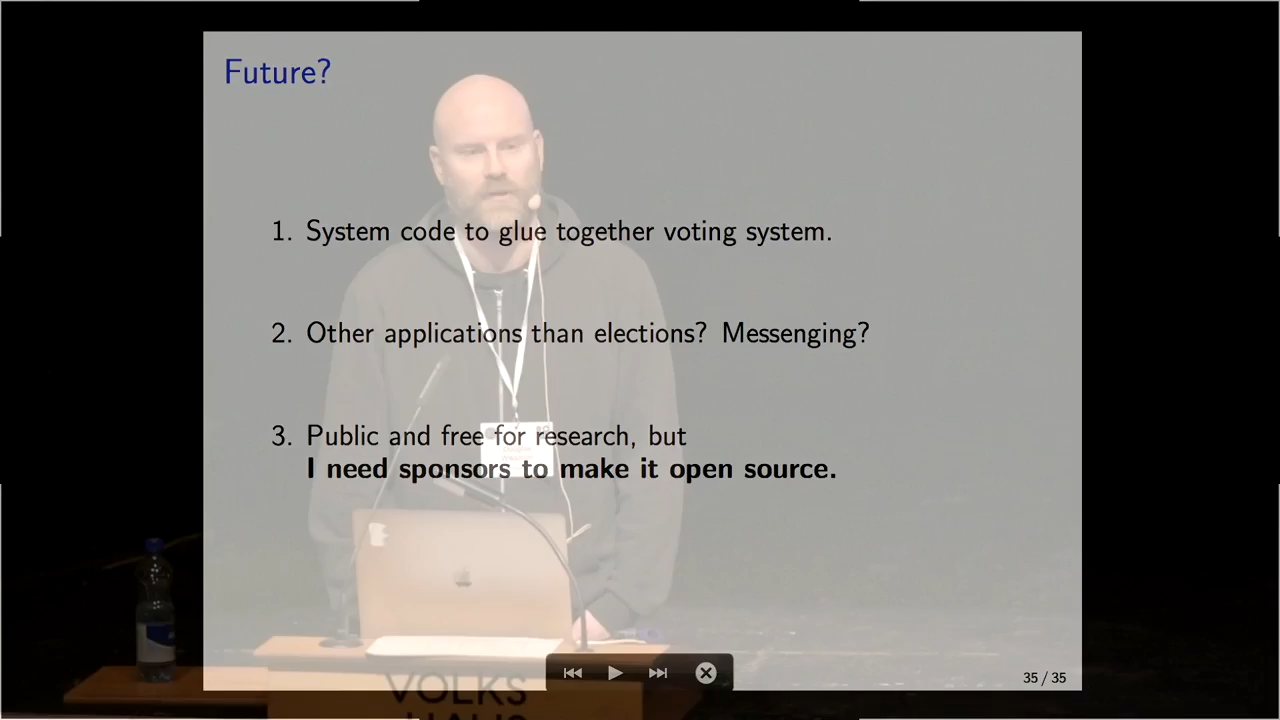 Future?
1. System code to glue together voting system.
2. Other applications than elections? Messenging?
3. Public and free for research, but
I need sponsors to make it open source.
35 / 35
VOLKS
HAUS